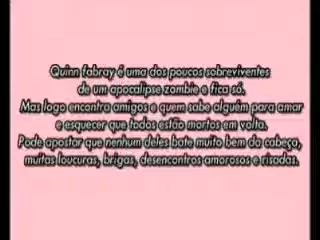 Quinn fabray é uma dos poucos sobreviventes
de um apocalipse zombie e fica só.
Mas logo encontra amigos e quem sabe alguém para amar
e esquecer que todos estão mortos em volta.
Pode apostar que nenhum deles bate muito bem da cabeça,
muitas loucuras, brigas, desencontros amorosos e risadas.